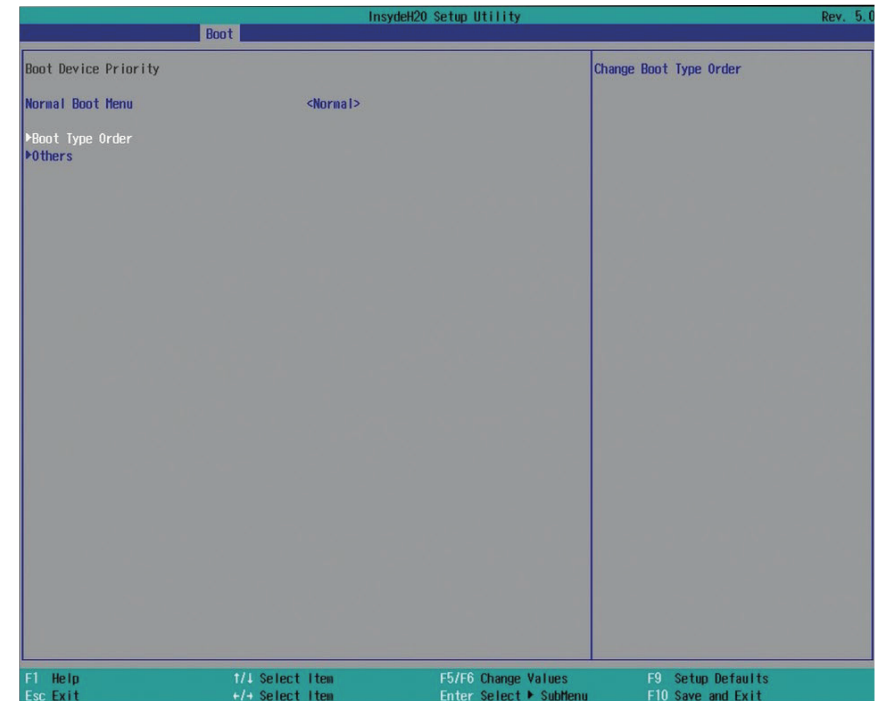 InsydeH20 Setup Utility Rev. 5.0
Boot
Boot Device Priority
Change Boot Type Order
Normal Boot Menu <Normal>
▶Boot Type Order
▶Others
F1 Help ↑/↓ Select Item F5/F6 Change Values F9 Setup Defaults
Esc Exit ←/→ Select Item Enter Select ▶ SubMenu F10 Save and Exit